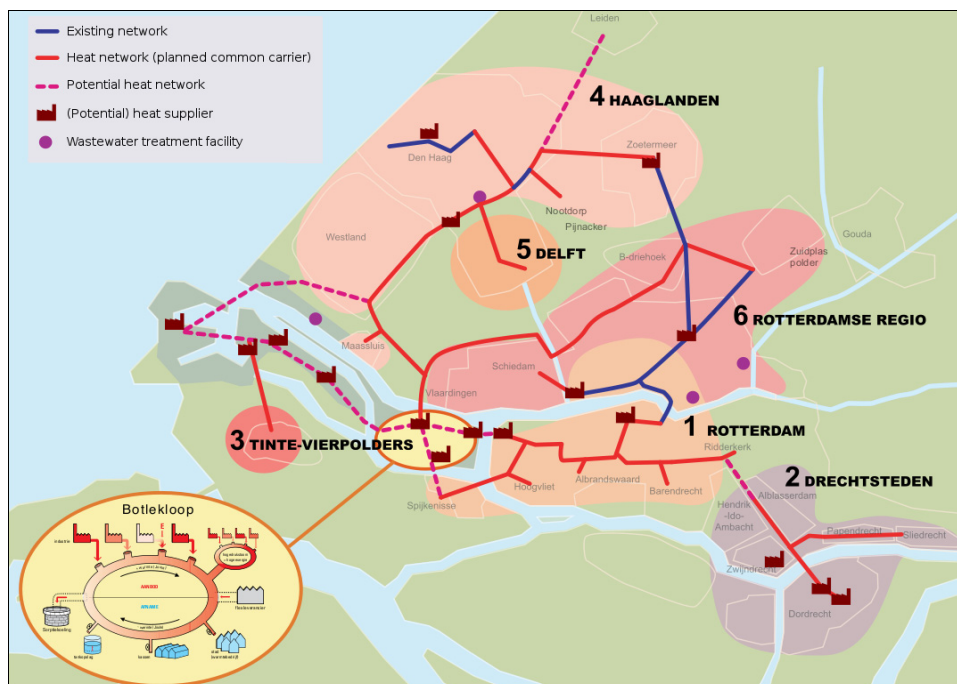 Existing network
Heat network (planned common carrier)
Potential heat network
(Potential) heat supplier
Wastewater treatment facility
Leiden
4 HAAGLANDEN
Den Haag
Zoetermeer
Nootdorp
Pijnacker
Westland
5 DELFT
B-driehoek
Gouda
Zuidplas
polder
6 ROTTERDAMSE REGIO
Maassluis
Schiedam
Vlaardingen
3 TINTE-VIERPOLDERS
1 ROTTERDAM
Ridderkerk
2 DRECHTSTEDEN
Spijkenisse
Hoogvliet
Albrandswaard
Barendrecht
Hendrik
-Ido-
Ambacht
Alblasserdam
Papendrecht
Sliedrecht
Zwijndrecht
Dordrecht
Botlekloop
AANBOD
AFNAME